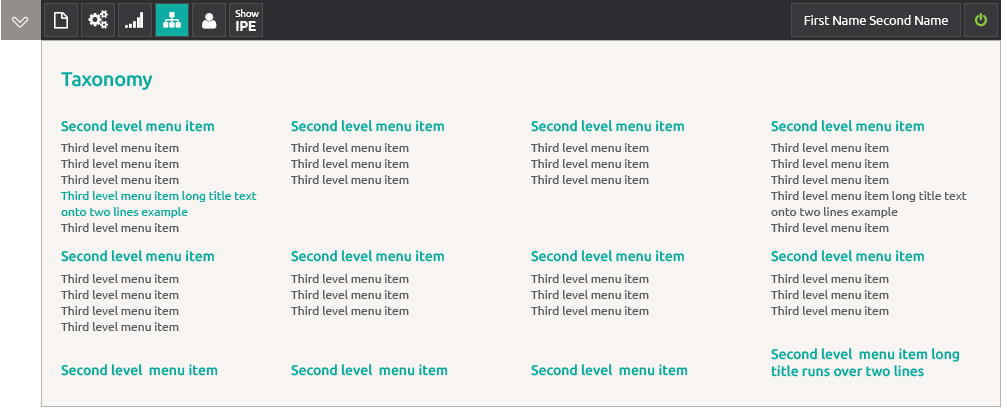 Show
IPE
First Name Second Name
Taxonomy
Second level menu item
Third level menu item
Third level menu item
Third level menu item
Third level menu item long title text
onto two lines example
Third level menu item
Second level menu item
Third level menu item
Third level menu item
Third level menu item
Second level menu item
Third level menu item
Third level menu item
Third level menu item
Second level menu item
Third level menu item
Third level menu item
Third level menu item
Third level menu item long title text
onto two lines example
Third level menu item
Second level menu item
Third level menu item
Third level menu item
Third level menu item
Third level menu item
Second level menu item
Third level menu item
Third level menu item
Third level menu item
Second level menu item
Third level menu item
Third level menu item
Third level menu item
Second level menu item
Third level menu item
Third level menu item
Third level menu item
Second level  menu item
Second level  menu item
Second level  menu item
Second level  menu item long
title runs over two lines